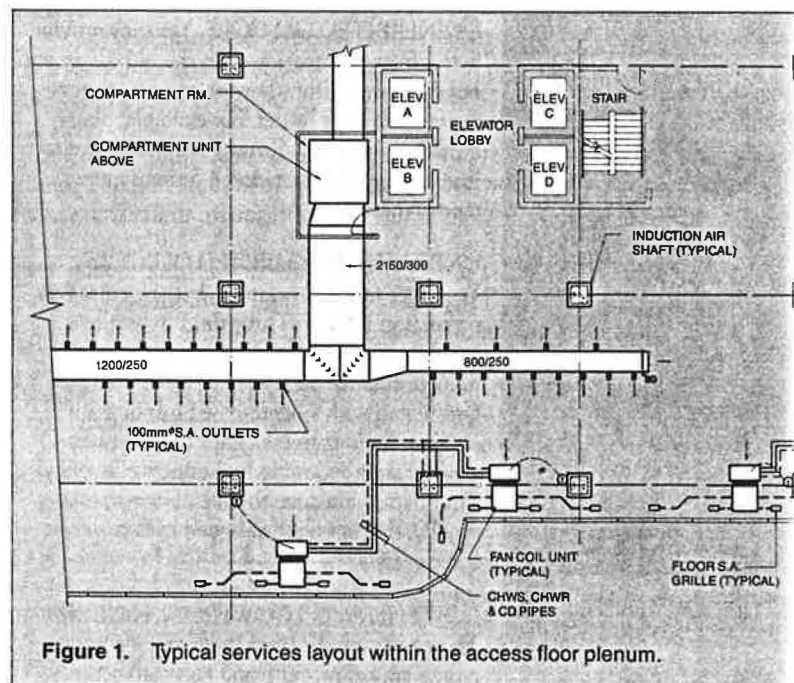 COMPARTMENT RM.
COMPARTMENT UNIT
ABOVE
ELEV
A
ELEV
B
ELEVATOR
LOBBY
ELEV
C
ELEV
D
STAIR
INDUCTION AIR
SHAFT (TYPICAL)
2150/300
1200/250
800/250
100mmᶲS.A. OUTLETS
(TYPICAL)
FAN COIL UNIT
(TYPICAL)
CHWS, CHWR
& CD PIPES
FLOOR S.A.
GRILLE (TYPICAL)
Figure 1. Typical services layout within the access floor plenum.